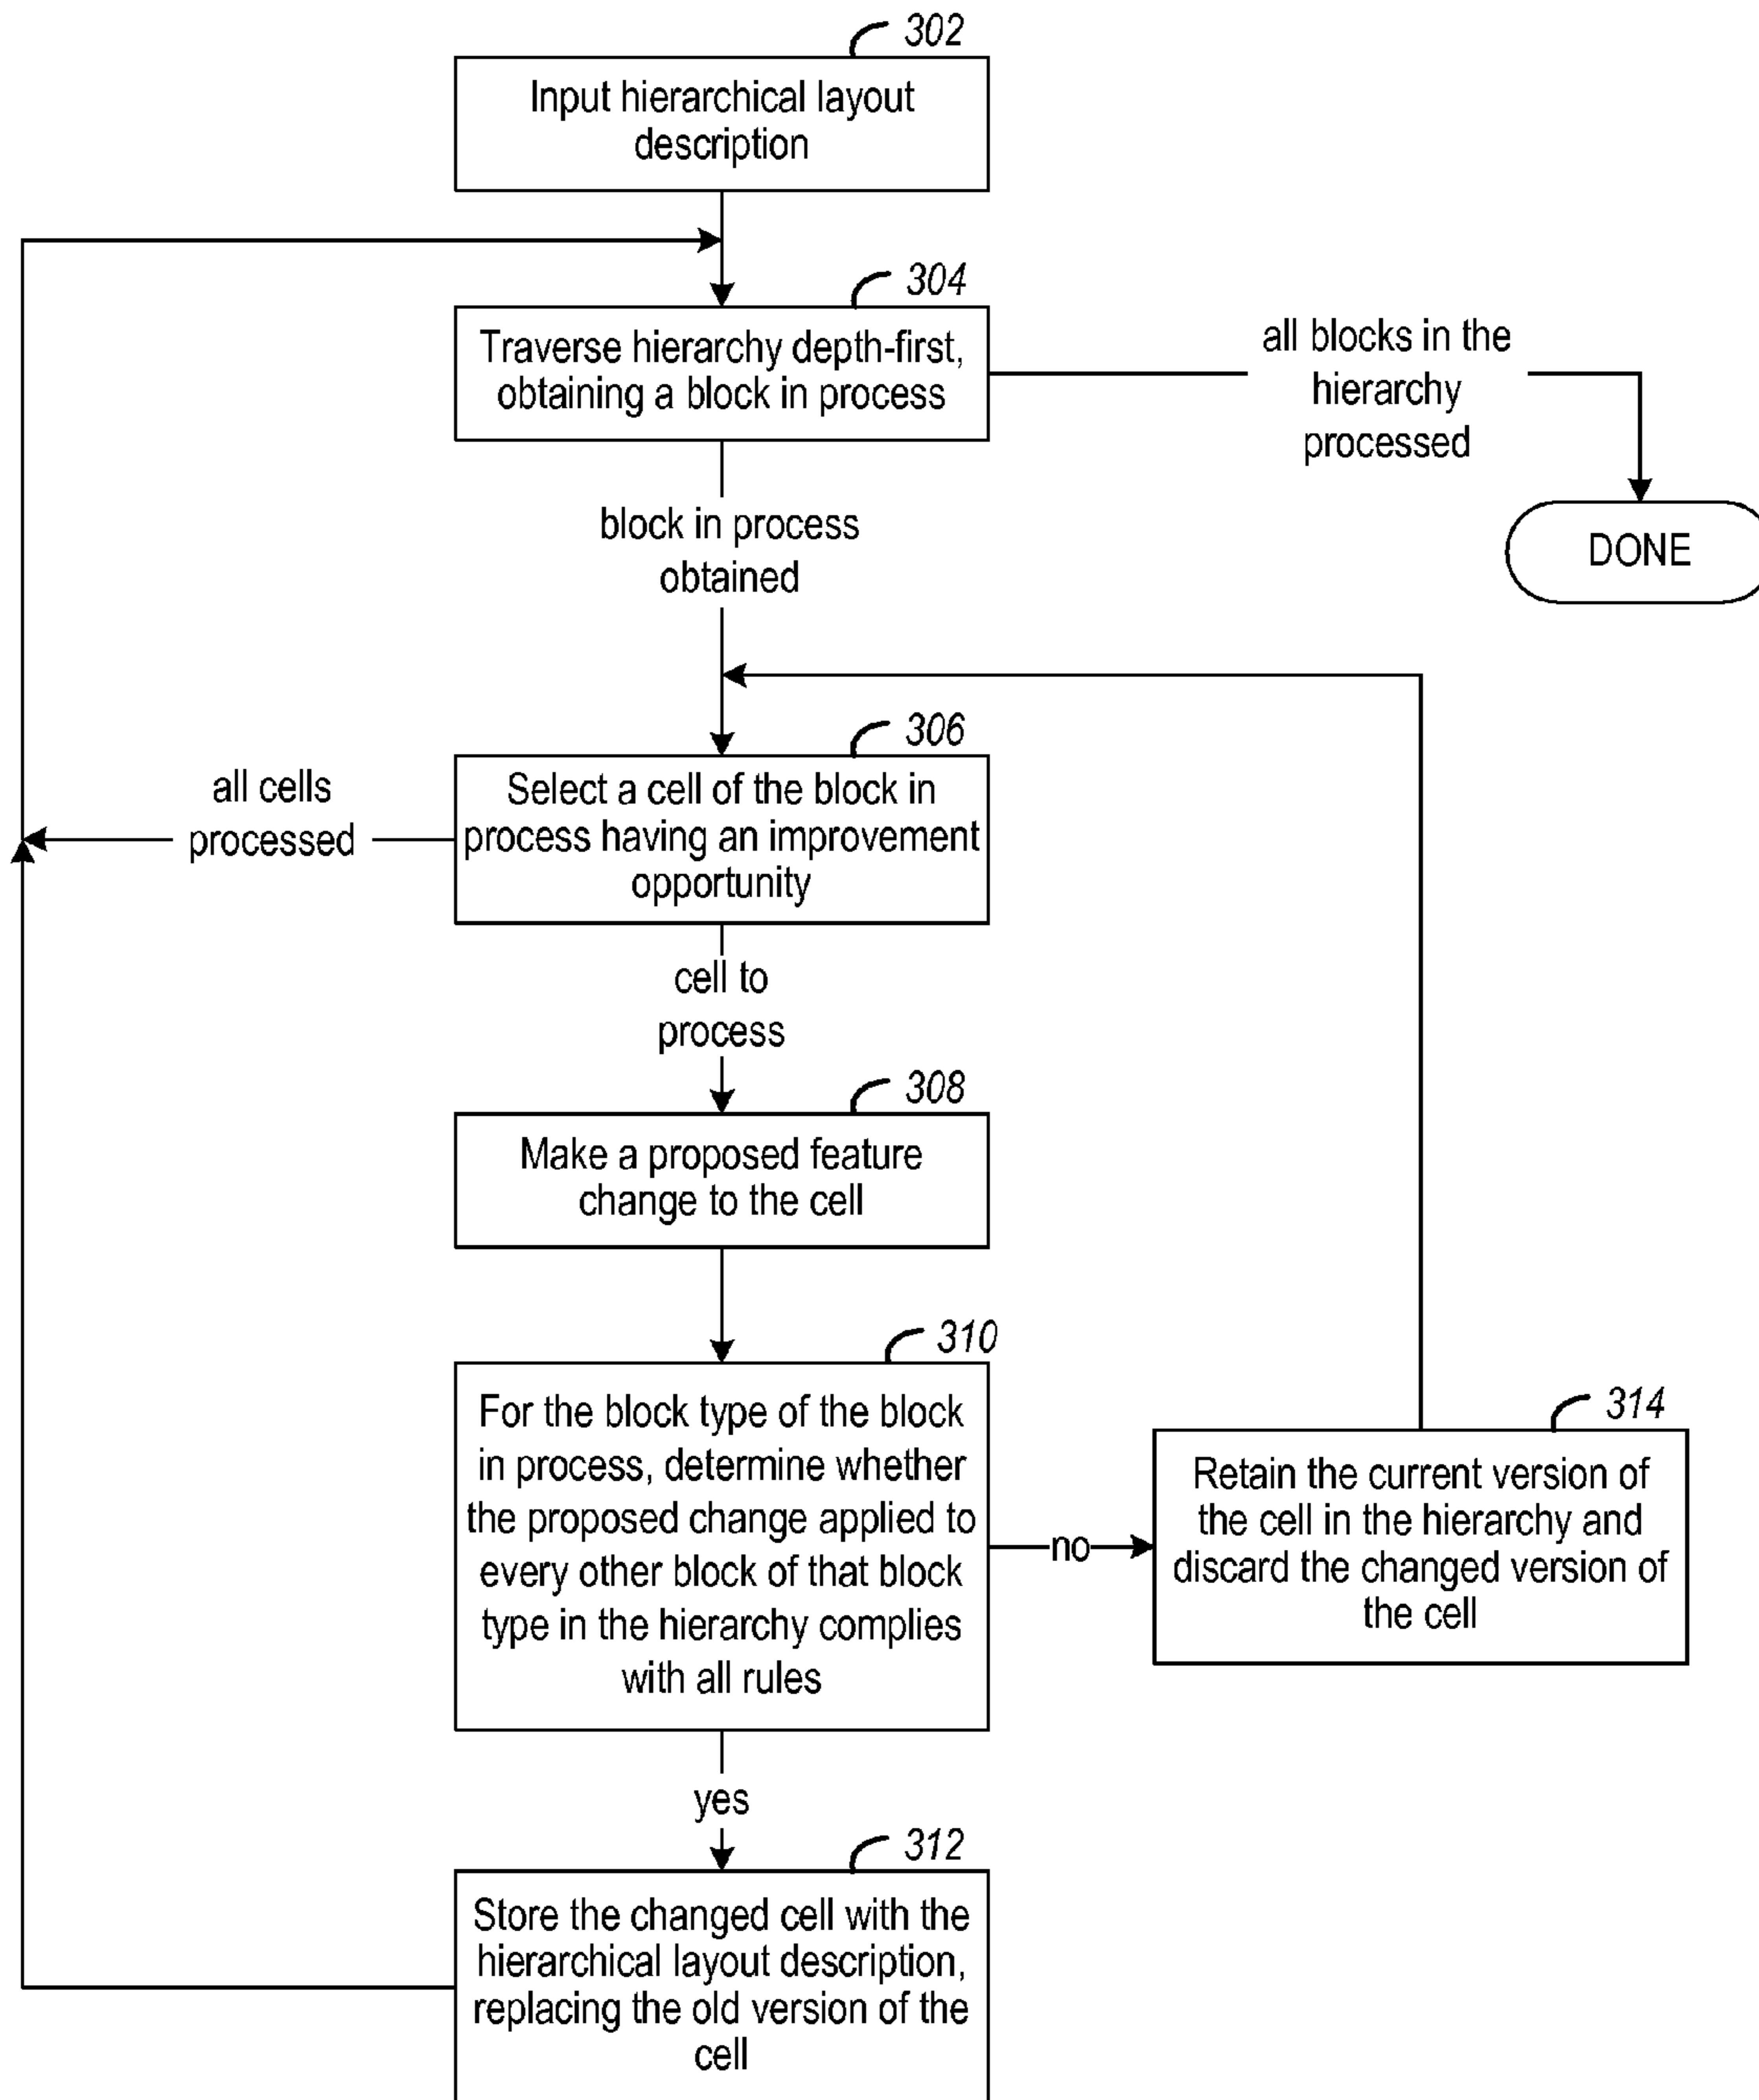 302
Input hierarchical layout
description
304
Traverse hierarchy depth-first,
obtaining a block in process
all blocks in the
hierarchy
processed
DONE
block in process
obtained
306
Select a cell of the block in
process having an improvement
opportunity
all cells
processed
cell to
process
308
Make a proposed feature
change to the cell
310
For the block type of the block
in process, determine whether
the proposed change applied to
every other block of that block
type in the hierarchy complies
with all rules
no
314
Retain the current version of
the cell in the hierarchy and
discard the changed version of
the cell
yes
312
Store the changed cell with the
hierarchical layout description,
replacing the old version of the
cell